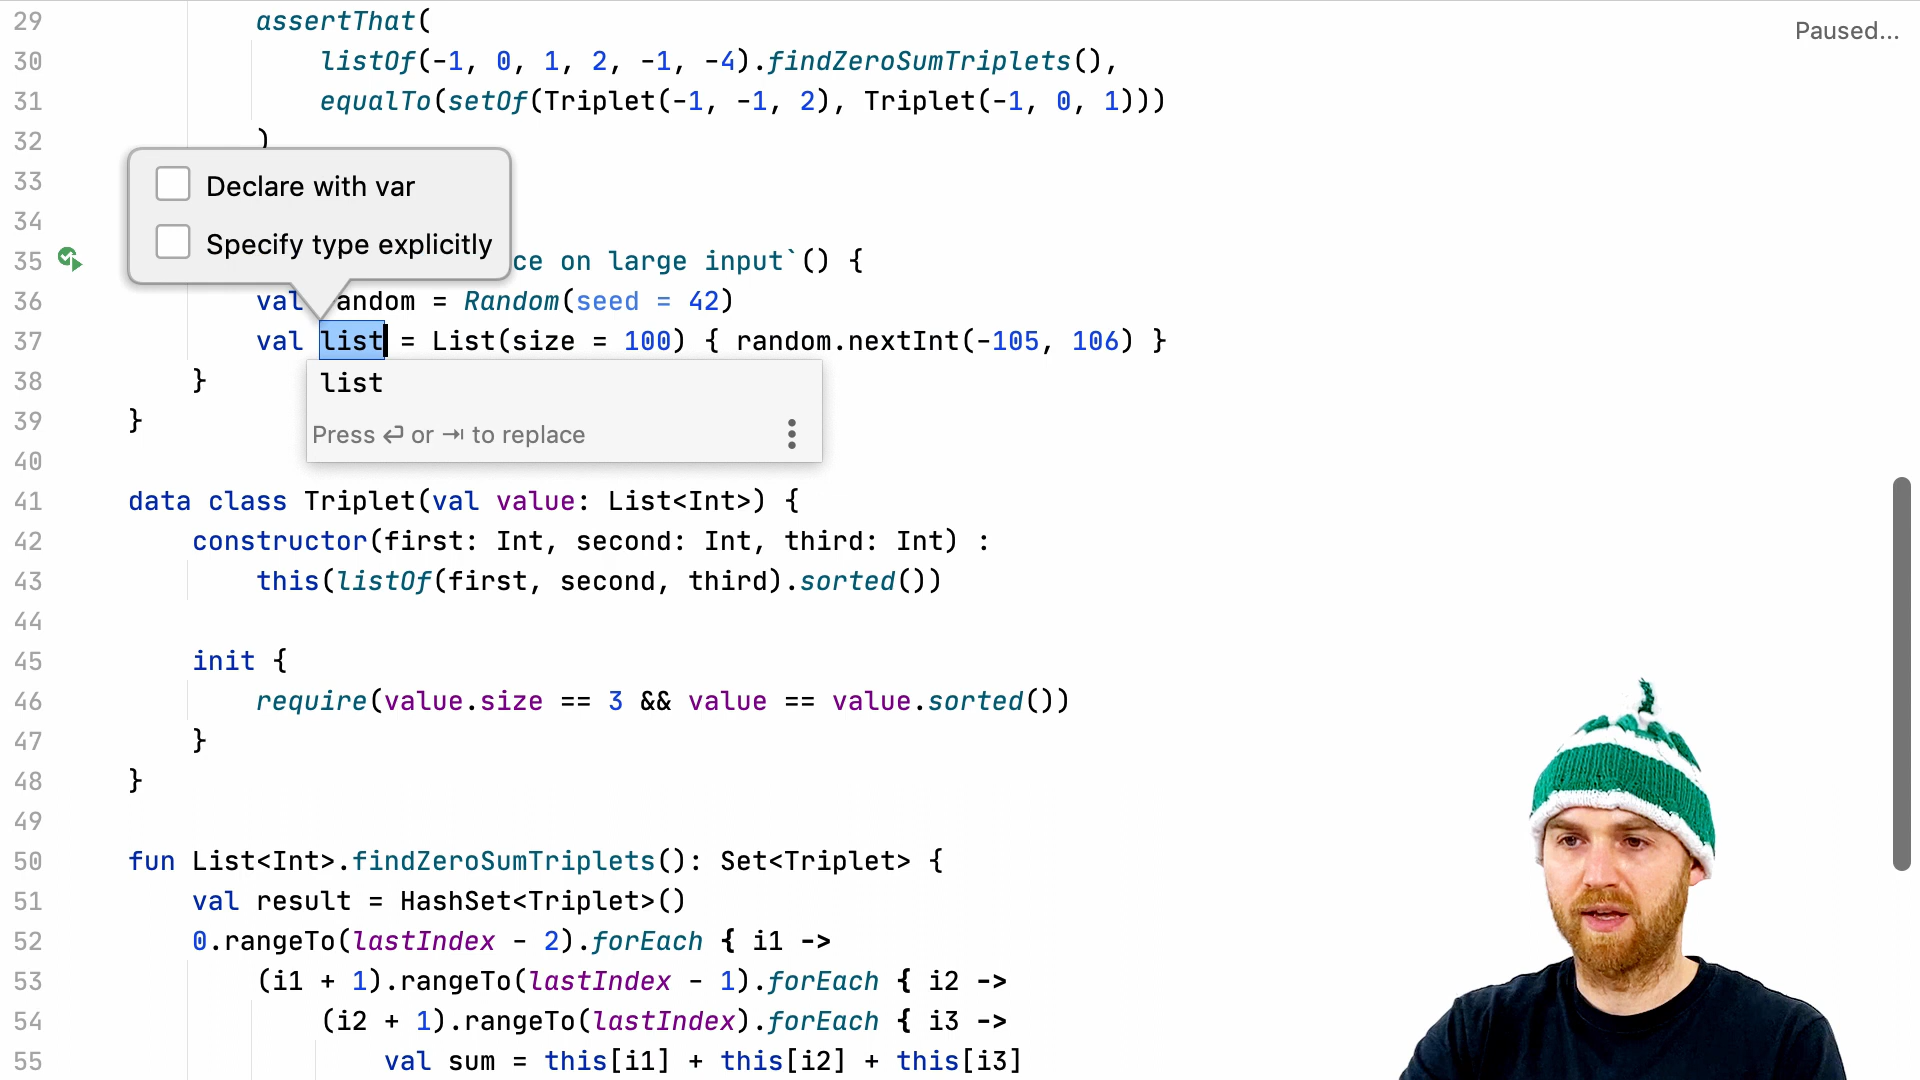 Paused...
29 assertThat(
30 listOf(-1, 0, 1, 2, -1, -4).findZeroSumTriplets(),
31 equalTo(setOf(Triplet(-1, -1, 2), Triplet(-1, 0, 1)))
32 )
33
34
Declare with var
Specify type explicitly
35 ce on large input`() {
36 val andom = Random(seed = 42)
37 val list = List(size = 100) { random.nextInt(-105, 106) }
list
Press ↩ or ⇥ to replace
38 }
39 }
40
41 data class Triplet(val value: List<Int>) {
42 constructor(first: Int, second: Int, third: Int) :
43 this(listOf(first, second, third).sorted())
44
45 init {
46 require(value.size == 3 && value == value.sorted())
47 }
48 }
49
50 fun List<Int>.findZeroSumTriplets(): Set<Triplet> {
51 val result = HashSet<Triplet>()
52 0.rangeTo(lastIndex - 2).forEach { i1 ->
53 (i1 + 1).rangeTo(lastIndex - 1).forEach { i2 ->
54 (i2 + 1).rangeTo(lastIndex).forEach { i3 ->
55 val sum = this[i1] + this[i2] + this[i3]